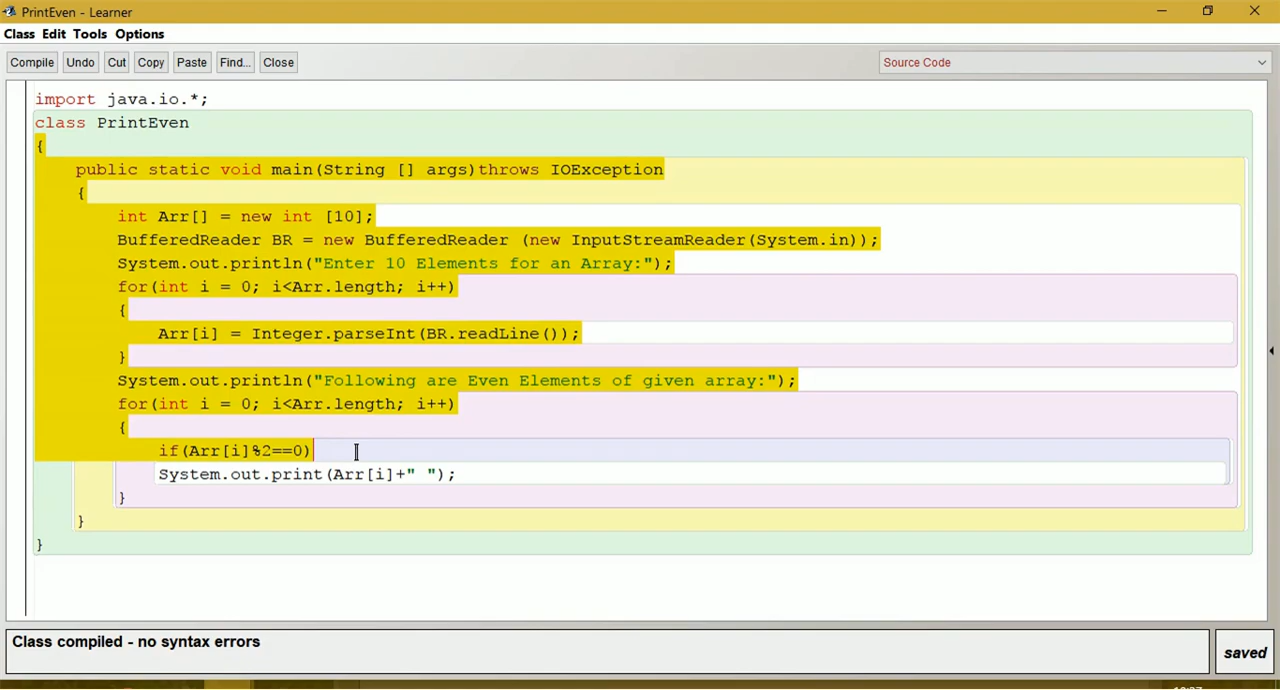 PrintEven - Learner
Class Edit Tools Options
Compile Undo Cut Copy Paste Find... Close Source Code
import java.io.*;
class PrintEven
{
public static void main(String [] args)throws IOException
{
int Arr[] = new int [10];
BufferedReader BR = new BufferedReader (new InputStreamReader(System.in));
System.out.println("Enter 10 Elements for an Array:");
for(int i = 0; i<Arr.length; i++)
{
Arr[i] = Integer.parseInt(BR.readLine());
}
System.out.println("Following are Even Elements of given array:");
for(int i = 0; i<Arr.length; i++)
{
if(Arr[i]%2==0)
System.out.print(Arr[i]+" ");
}
}
}
Class compiled - no syntax errors
saved